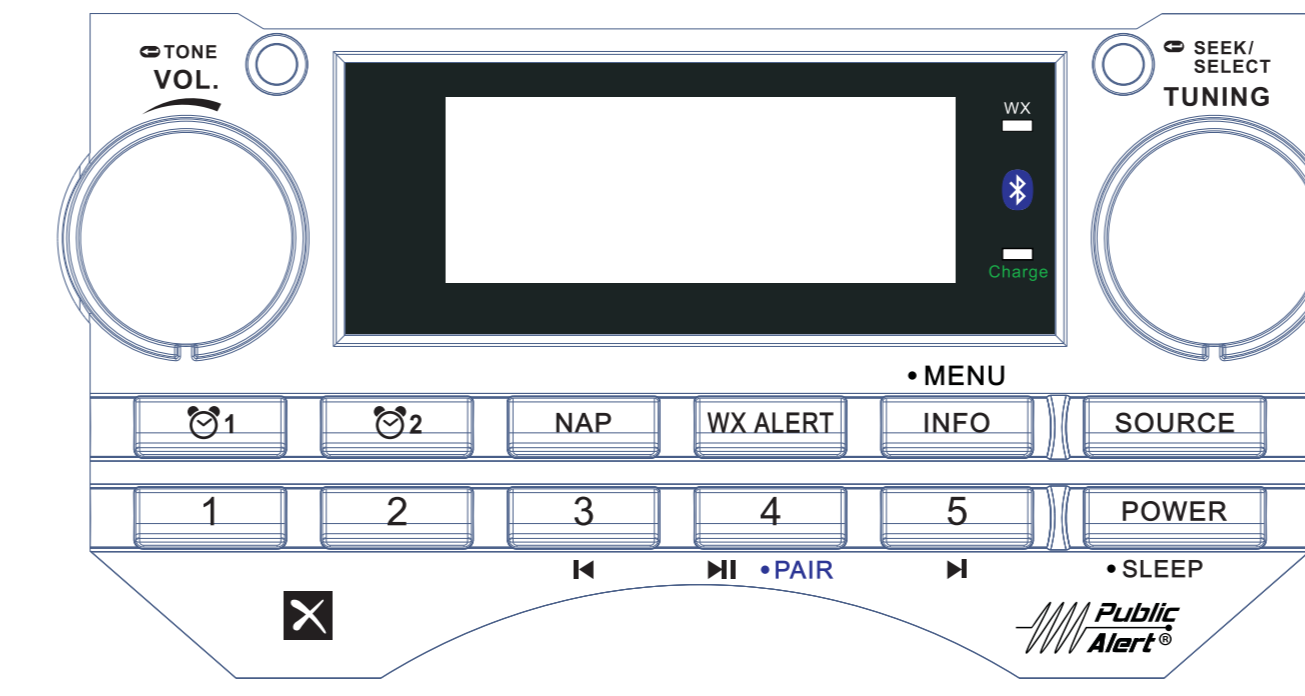 TONE
VOL.
SEEK/
SELECT
TUNING
WX
Charge
• MENU
1
2
NAP
WX ALERT
INFO
SOURCE
1
2
3
4
5
POWER
• PAIR
• SLEEP
Public
Alert®